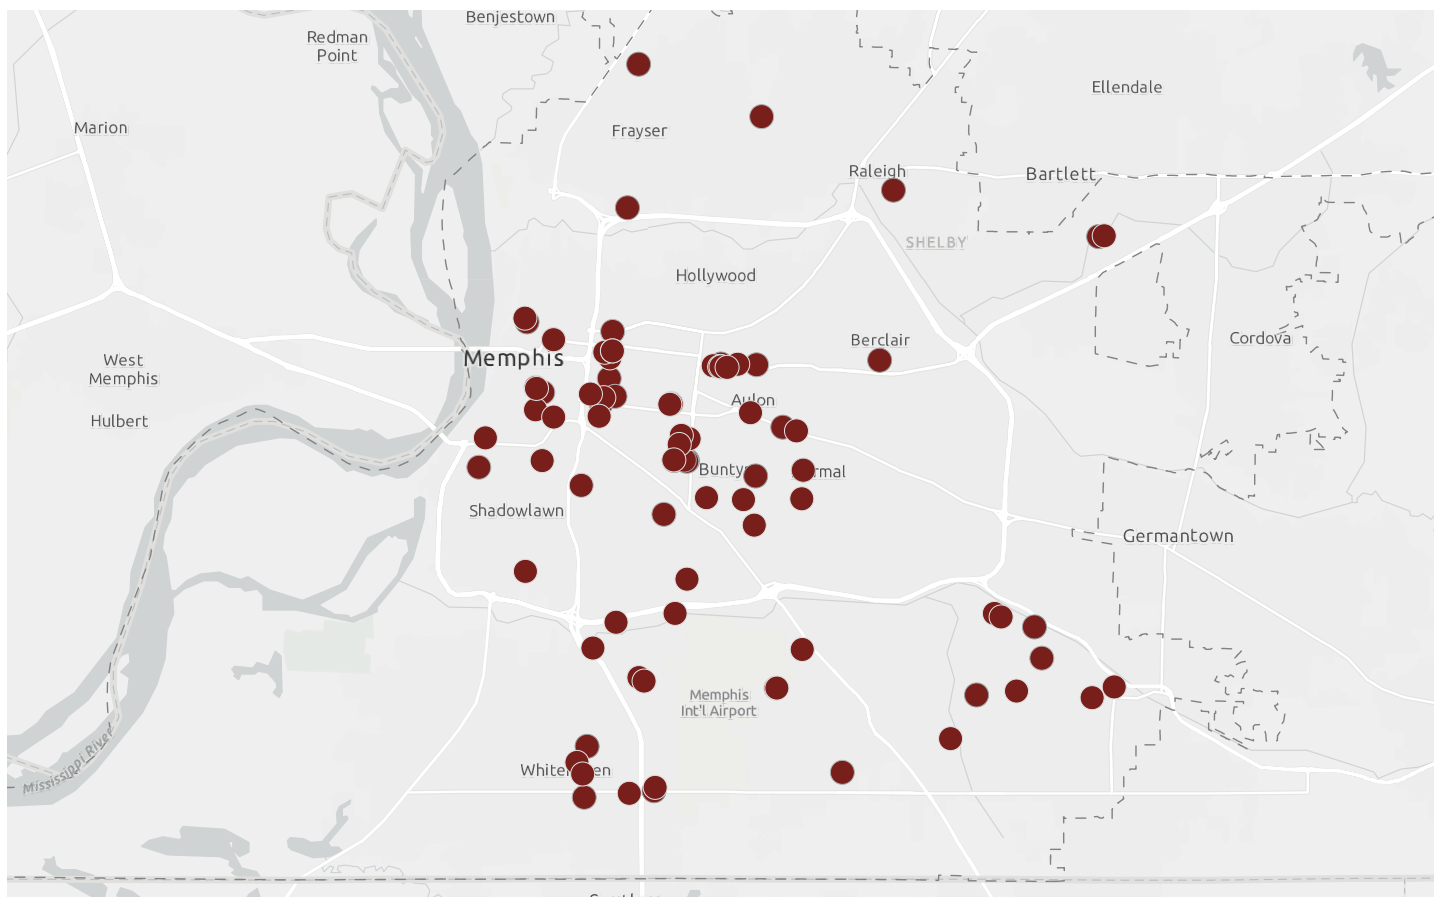 Benjestown
Redman
Point
Ellendale
Marion
Frayser
Raleigh
Bartlett
SHELBY
Hollywood
Cordova
Berclair
Memphis
West
Memphis
Aulon
Hulbert
Shadowlawn
Germantown
Memphis
Int'l Airport
Mississippi River